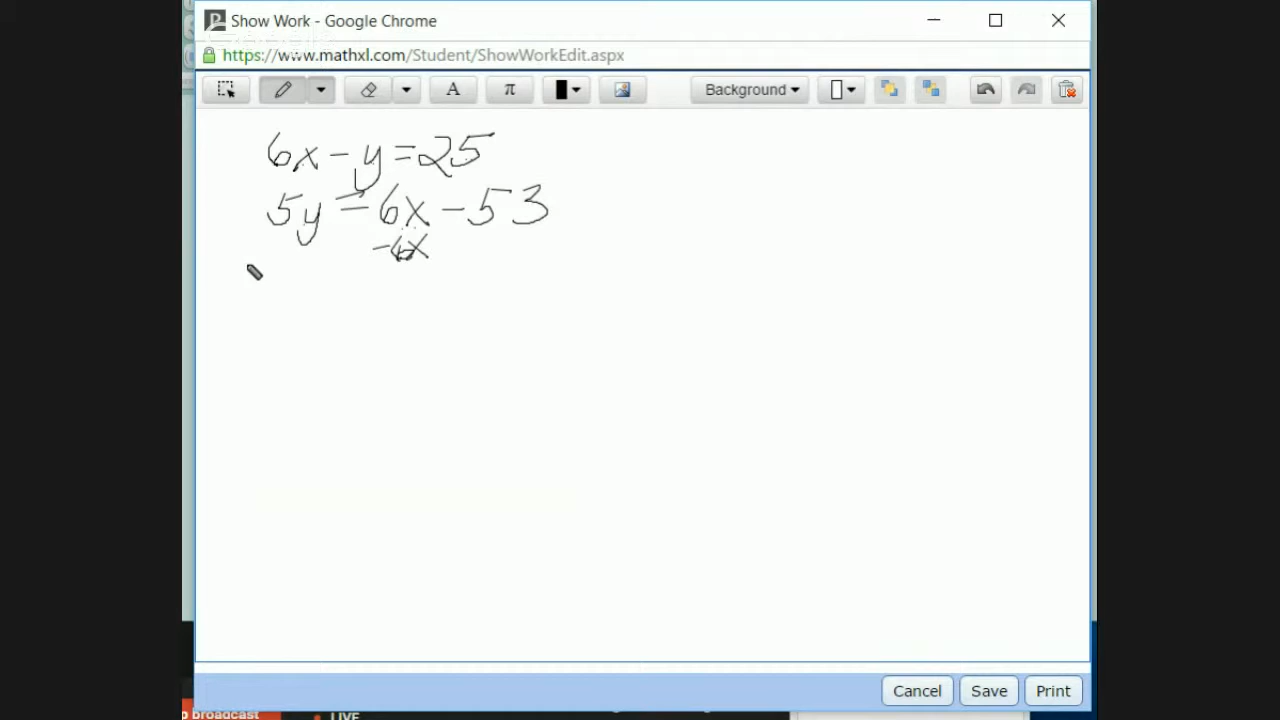 Show Work - Google Chrome
https://www.mathxl.com/Student/ShowWorkEdit.aspx
A π Background
6x - y = 25
5y = 6x - 53
-6x
Cancel Save Print
p broadcast
LIVE